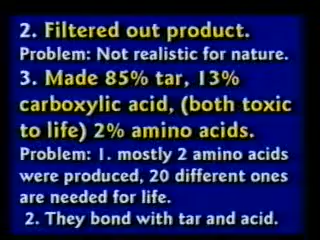 2. Filtered out product.
Problem: Not realistic for nature.
3. Made 85% tar, 13%
carboxylic acid, (both toxic
to life) 2% amino acids.
Problem: 1. mostly 2 amino acids
were produced, 20 different ones
are needed for life.
2. They bond with tar and acid.